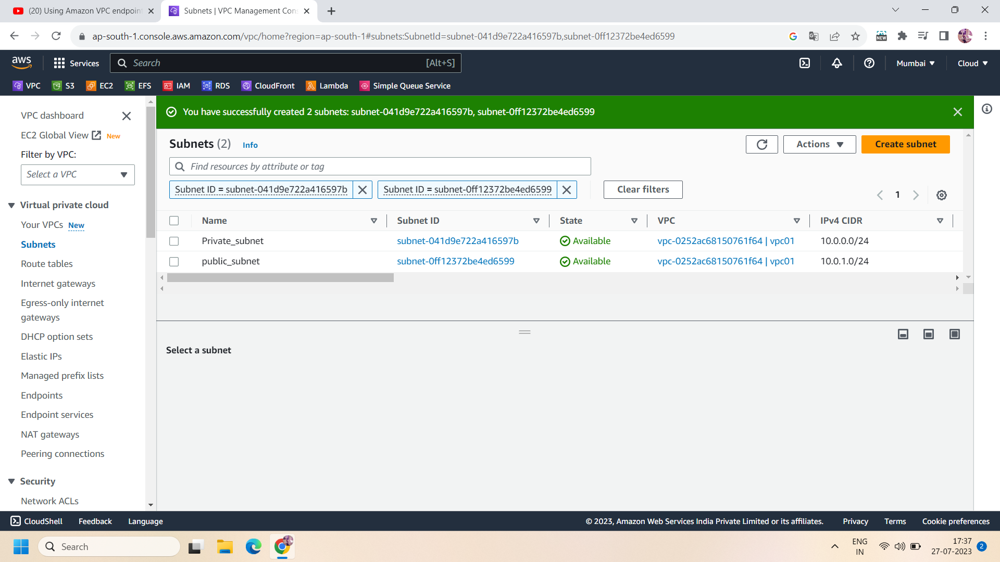 (20) Using Amazon VPC endpoin
Subnets | VPC Management Con
ap-south-1.console.aws.amazon.com/vpc/home?region=ap-south-1#subnets:SubnetId=subnet-041d9e722a416597b,subnet-0ff12372be4ed6599
NEW
aws
Services
Search
[Alt+S]
Mumbai
Cloud
VPC
S3
EC2
EFS
IAM
RDS
CloudFront
Lambda
Simple Queue Service
VPC dashboard
EC2 Global View New
Filter by VPC:
Select a VPC
Virtual private cloud
Your VPCs New
Subnets
Route tables
Internet gateways
Egress-only internet
gateways
DHCP option sets
Elastic IPs
Managed prefix lists
Endpoints
Endpoint services
NAT gateways
Peering connections
Security
Network ACLs
You have successfully created 2 subnets: subnet-041d9e722a416597b, subnet-0ff12372be4ed6599
Subnets (2) Info
Actions
Create subnet
Find resources by attribute or tag
Subnet ID = subnet-041d9e722a416597b
Subnet ID = subnet-0ff12372be4ed6599
Clear filters
1
Name Subnet ID State VPC IPv4 CIDR
Private_subnet subnet-041d9e722a416597b Available vpc-0252ac68150761f64 | vpc01 10.0.0.0/24
public_subnet subnet-0ff12372be4ed6599 Available vpc-0252ac68150761f64 | vpc01 10.0.1.0/24
Select a subnet
CloudShell
Feedback
Language
© 2023, Amazon Web Services India Private Limited or its affiliates.
Privacy
Terms
Cookie preferences
Search
ENG
IN
17:37
27-07-2023
2